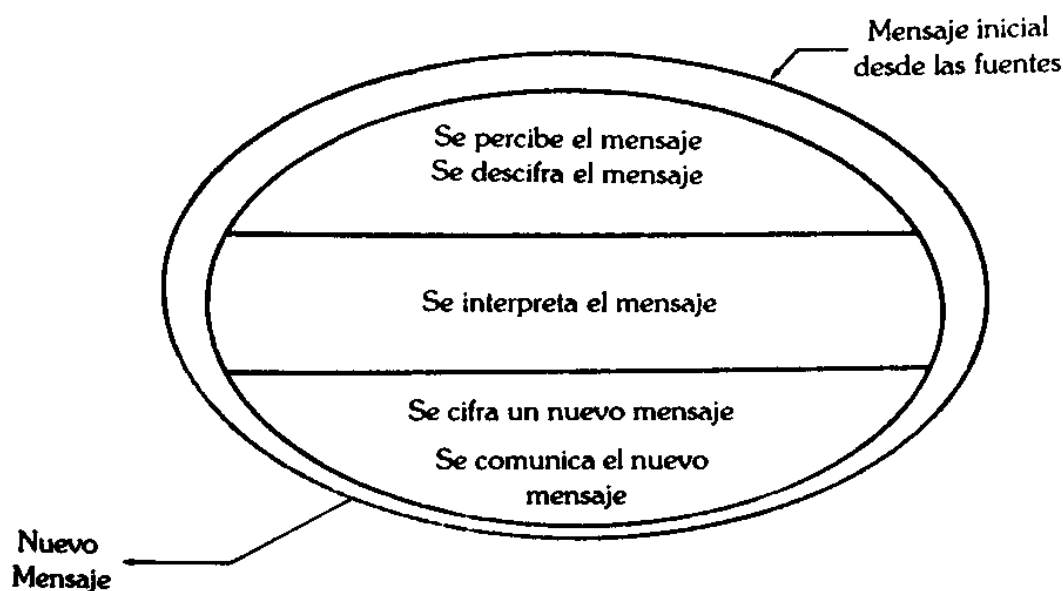 Mensaje inicial
desde las fuentes
Se percibe el mensaje
Se descifra el mensaje
Se interpreta el mensaje
Se cifra un nuevo mensaje
Se comunica el nuevo
mensaje
Nuevo
Mensaje